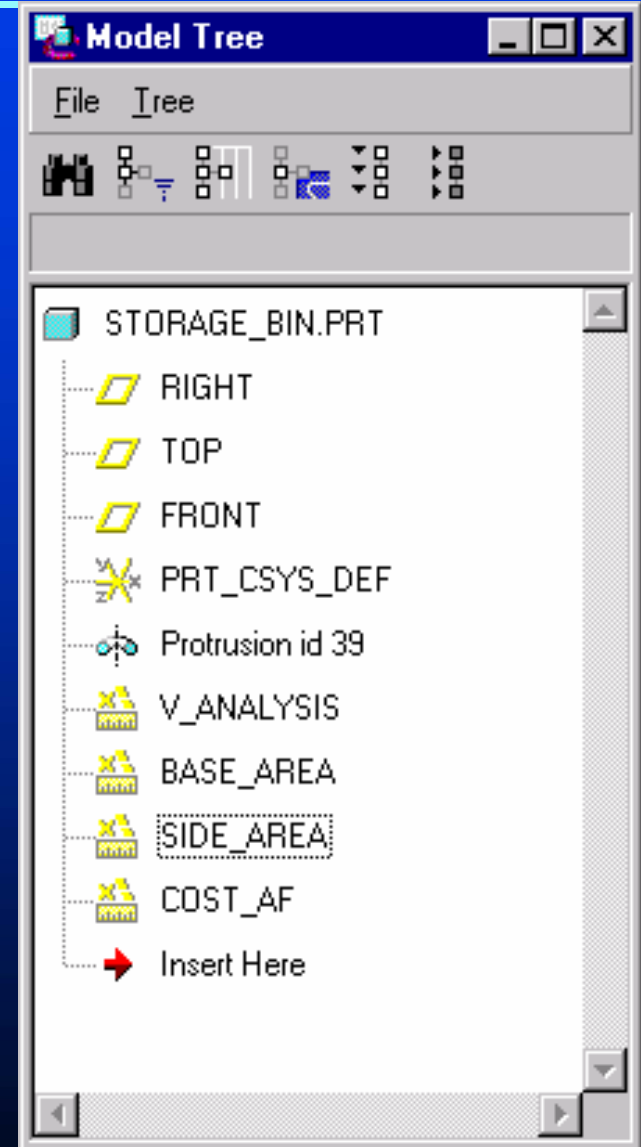 Model Tree
File Tree
STORAGE_BIN.PRT
RIGHT
TOP
FRONT
PRT_CSYS_DEF
Protrusion id 39
V_ANALYSIS
BASE_AREA
SIDE_AREA
COST_AF
Insert Here